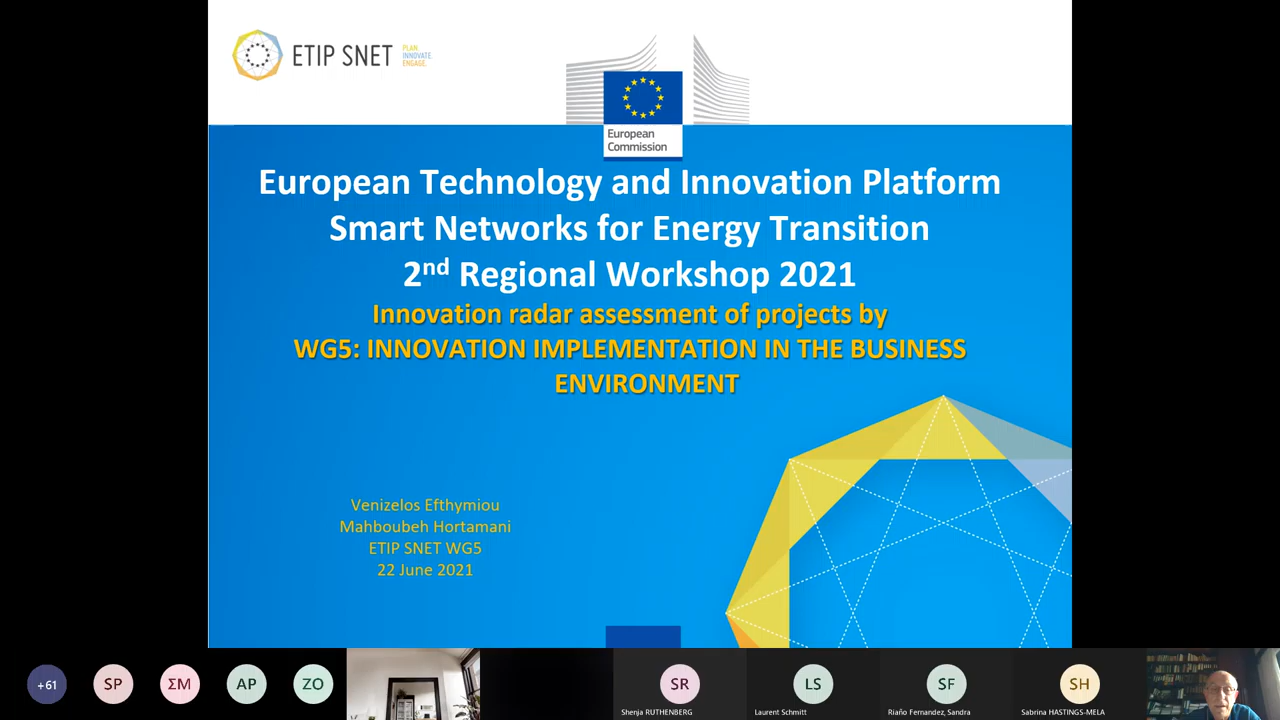 ETIP SNET
PLAN.
INNOVATE.
ENGAGE.
European
Commission
European Technology and Innovation Platform
Smart Networks for Energy Transition
2nd Regional Workshop 2021
Innovation radar assessment of projects by
WG5: INNOVATION IMPLEMENTATION IN THE BUSINESS
ENVIRONMENT
Venizelos Efthymiou
Mahboubeh Hortamani
ETIP SNET WG5
22 June 2021
+61
SP
ΣM
AP
ZO
SR
LS
SF
SH
Shenja RUTHENBERG
Laurent Schmitt
Riaño Fernandez, Sandra
Sabrina HASTINGS-MELA